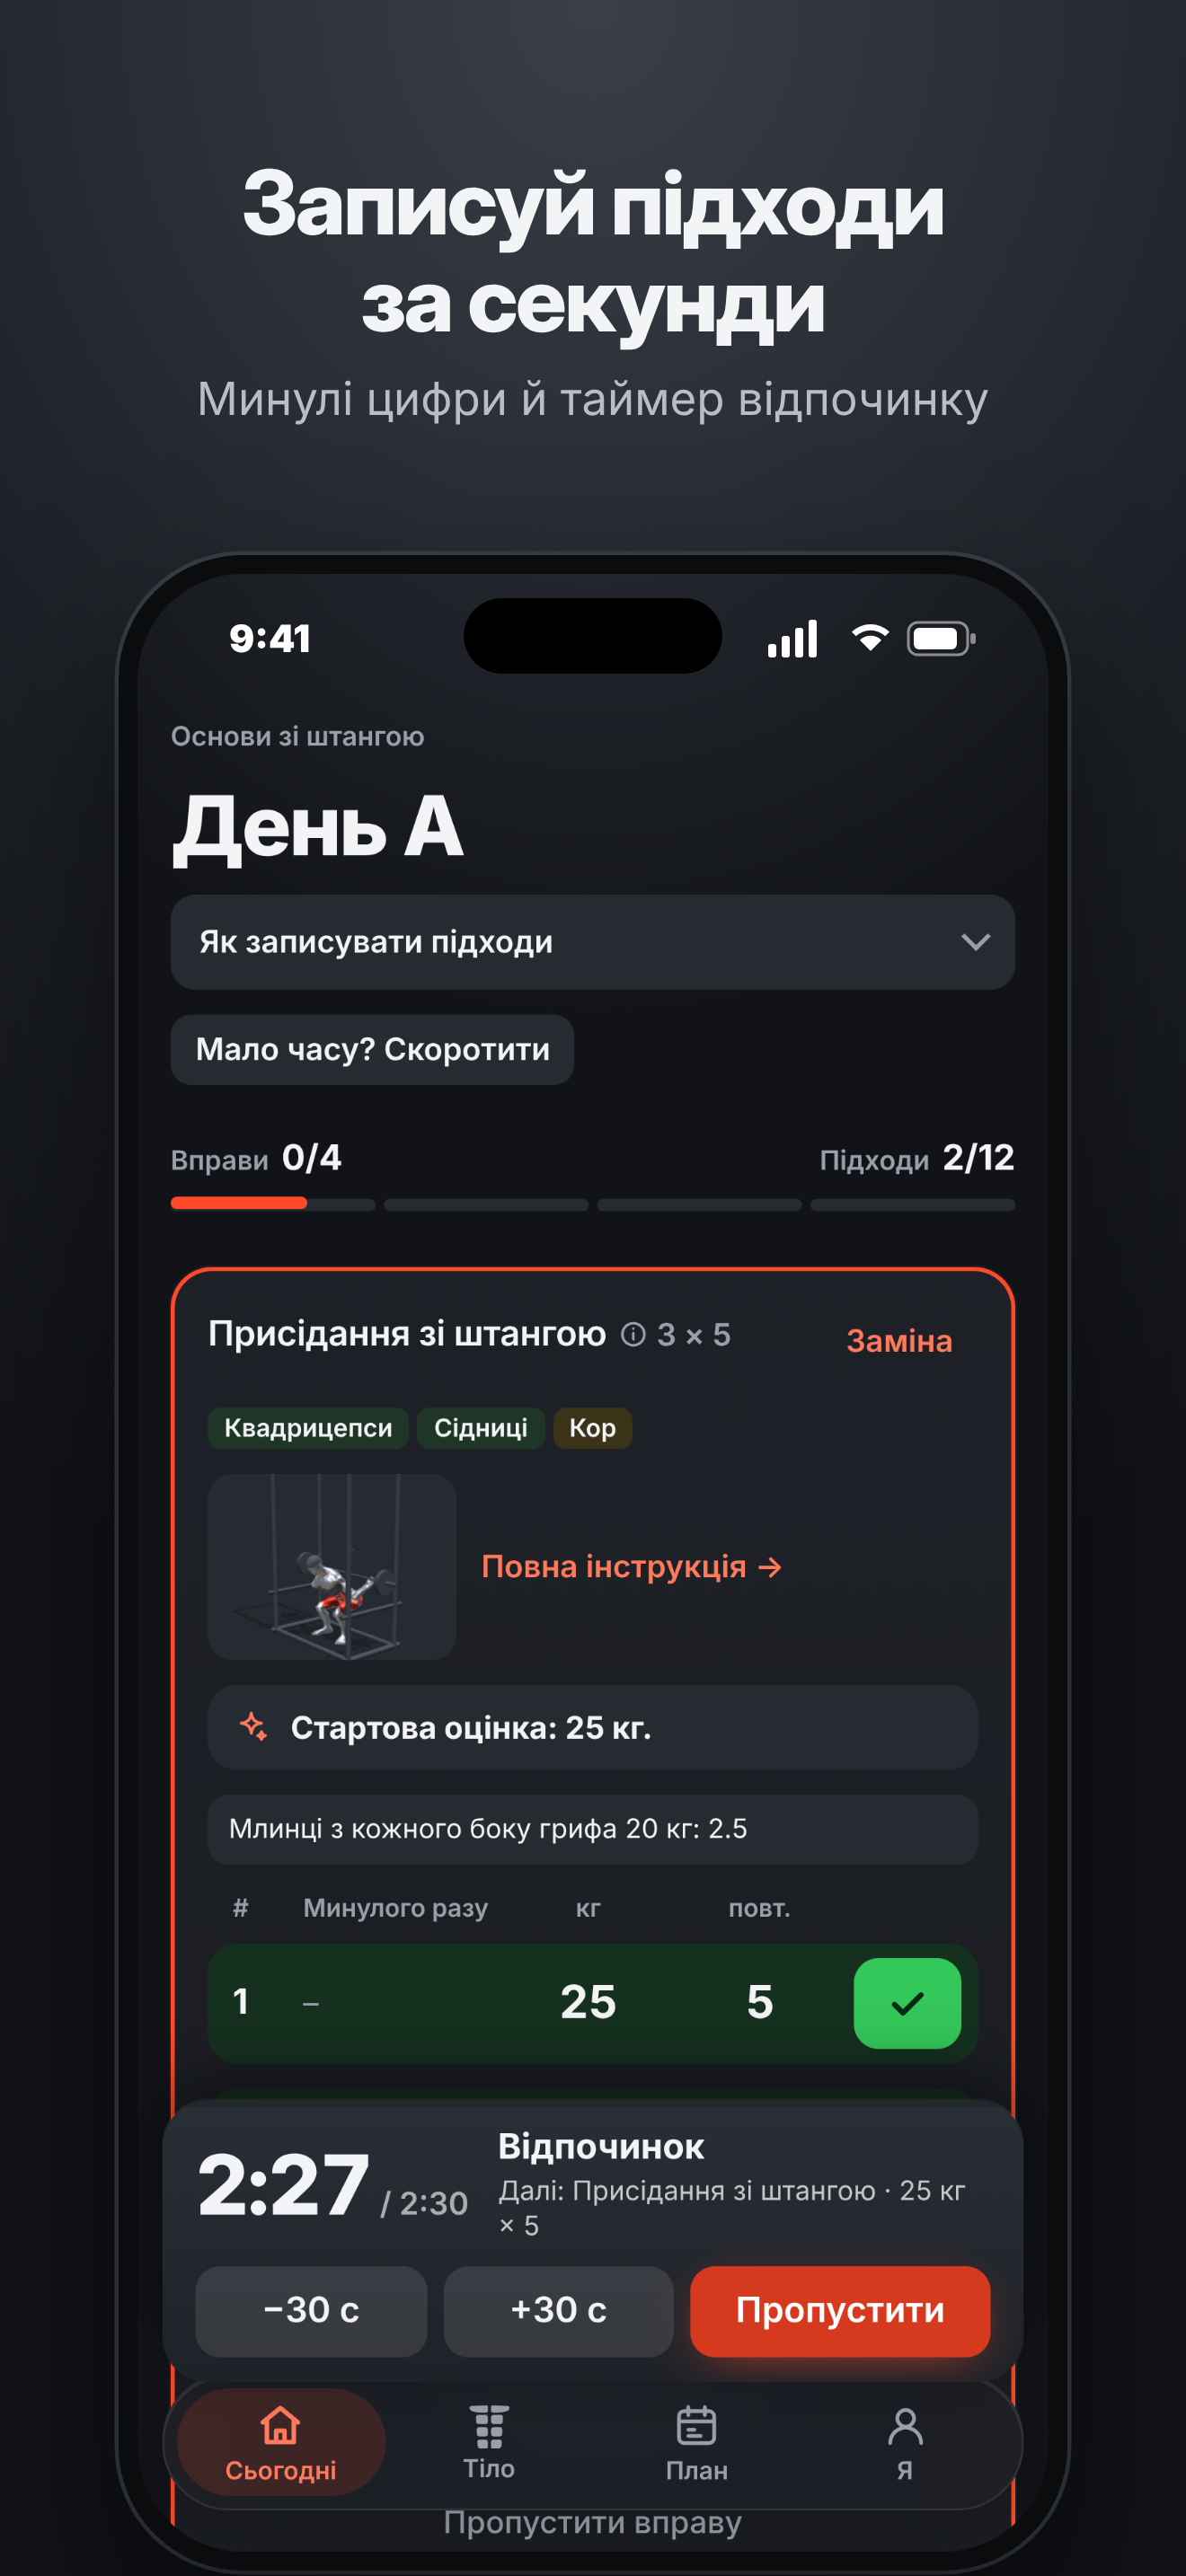 Записуй підходи
за секунди
Минулі цифри й таймер відпочинку
9:41
Основи зі штангою
День А
Як записувати підходи
Мало часу? Скоротити
Вправи 0/4 Підходи 2/12
Присідання зі штангою 3 × 5 Заміна
Квадрицепси Сідниці Кор
Повна інструкція →
Стартова оцінка: 25 кг.
Млинці з кожного боку грифа 20 кг: 2.5
# Минулого разу кг повт.
1 – 25 5
2:27 / 2:30 Відпочинок
Далі: Присідання зі штангою · 25 кг
× 5
−30 с +30 с Пропустити
Сьогодні Тіло План Я
Пропустити вправу